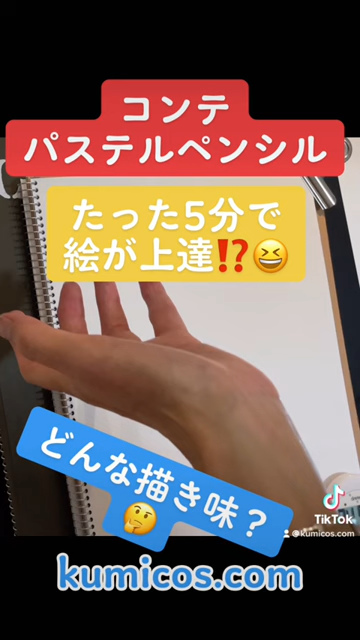 コンテ
パステルペンシル
たった5分で
絵が上達⁉️😆
どんな描き味？
🤔
TikTok
@kumicos.com
kumicos.com